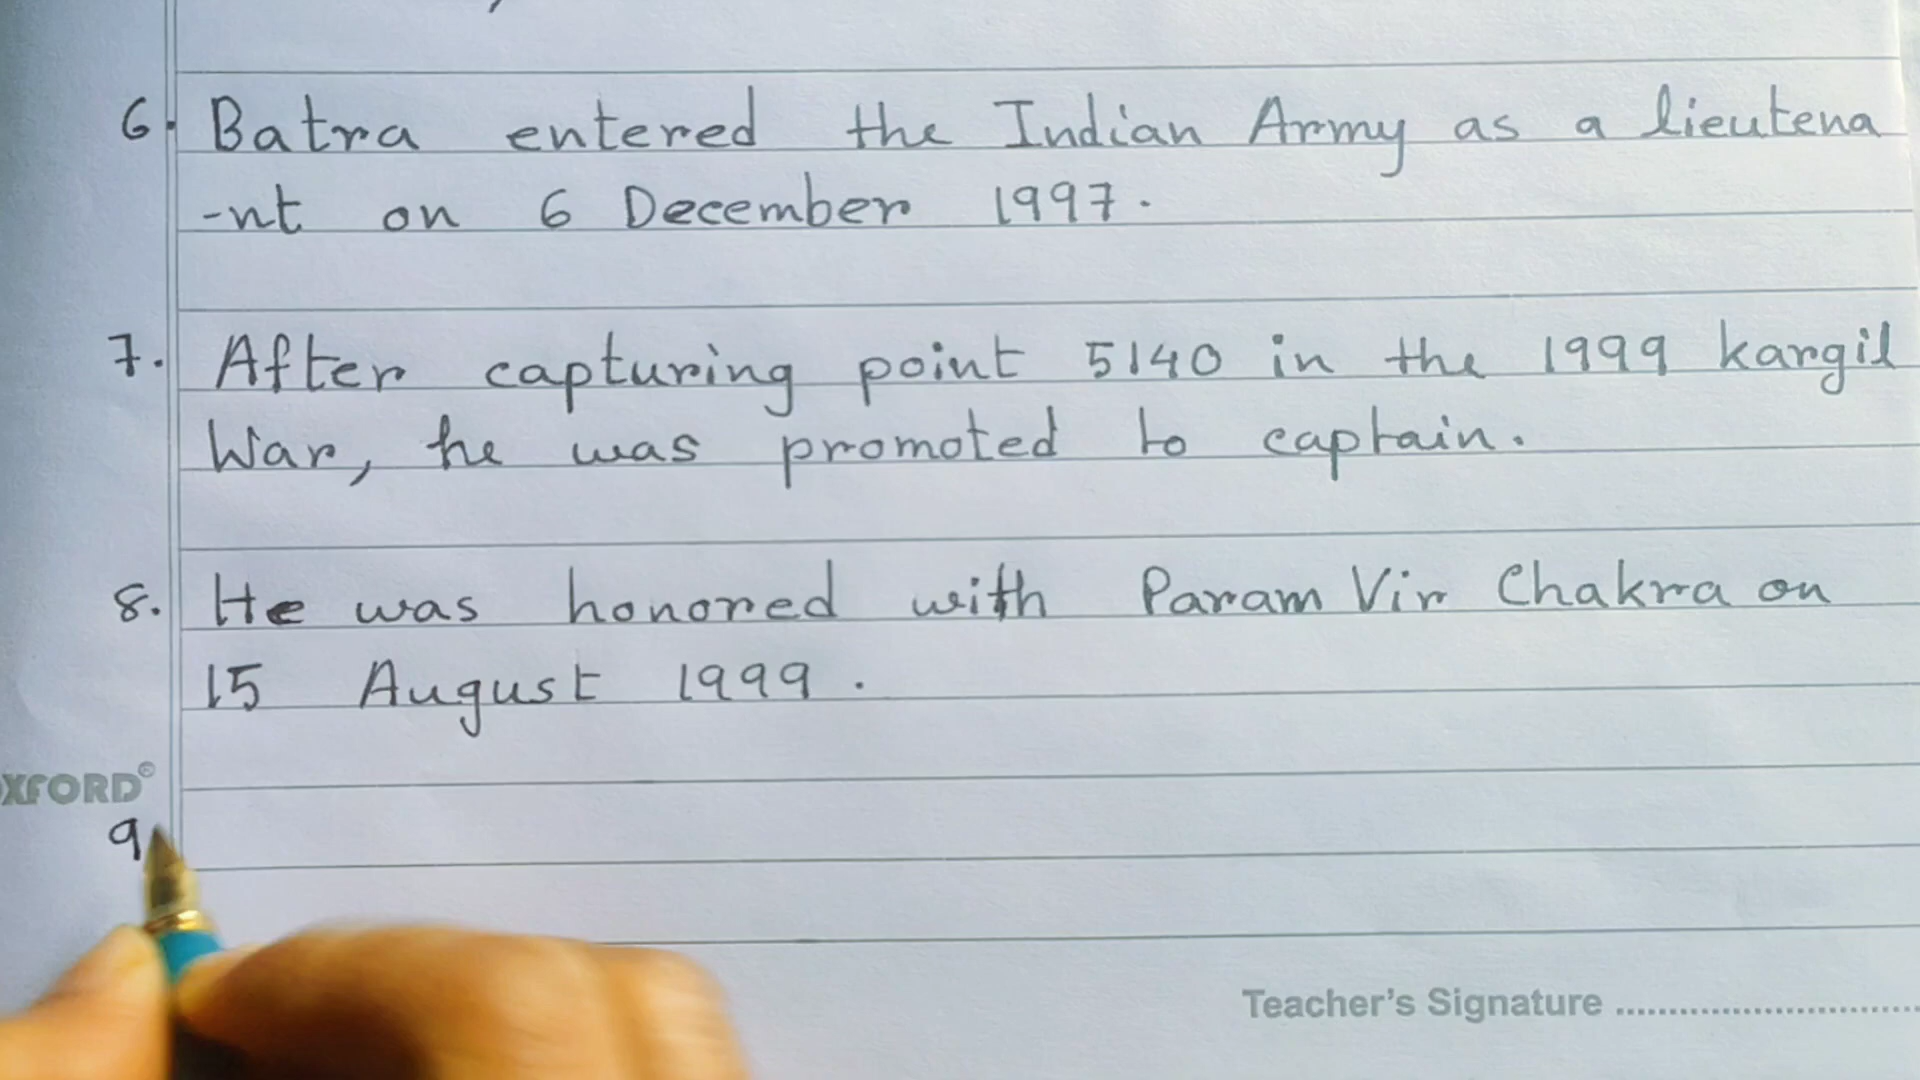 6. Batra entered the Indian Army as a lieutena
-nt on 6 December 1997.
7. After capturing point 5140 in the 1999 kargil
War, he was promoted to captain.
8. He was honored with Param Vir Chakra on
15 August 1999.
XFORD©
9
Teacher's Signature ........................